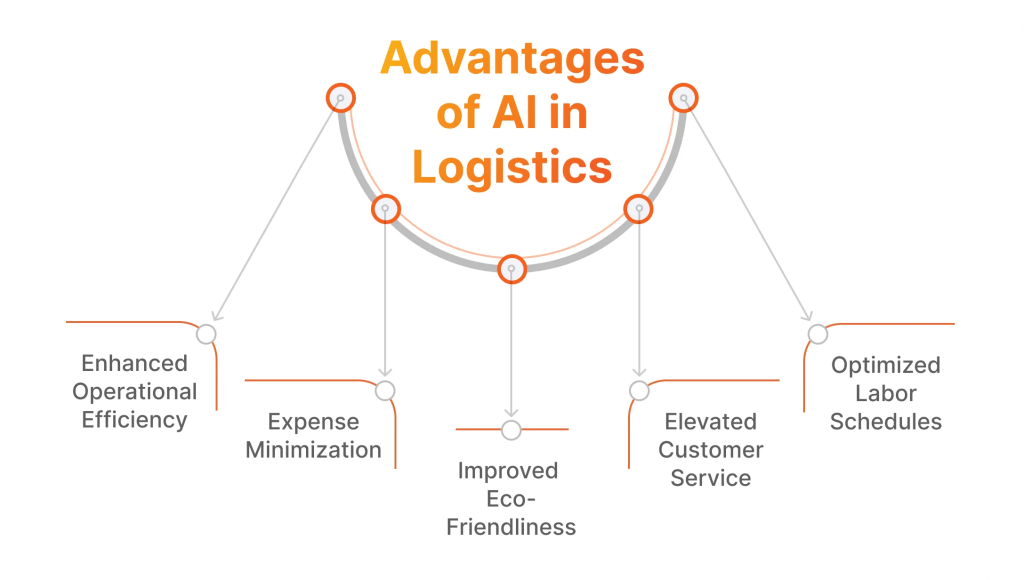 Advantages
of AI in
Logistics
Enhanced
Operational
Efficiency
Expense
Minimization
Improved
Eco-
Friendliness
Elevated
Customer
Service
Optimized
Labor
Schedules